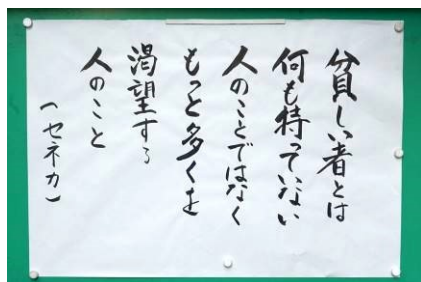 貧しい者とは
何も持っていない
人のことではなく
もっと多くを
渇望する
人のこと
（セネカ）